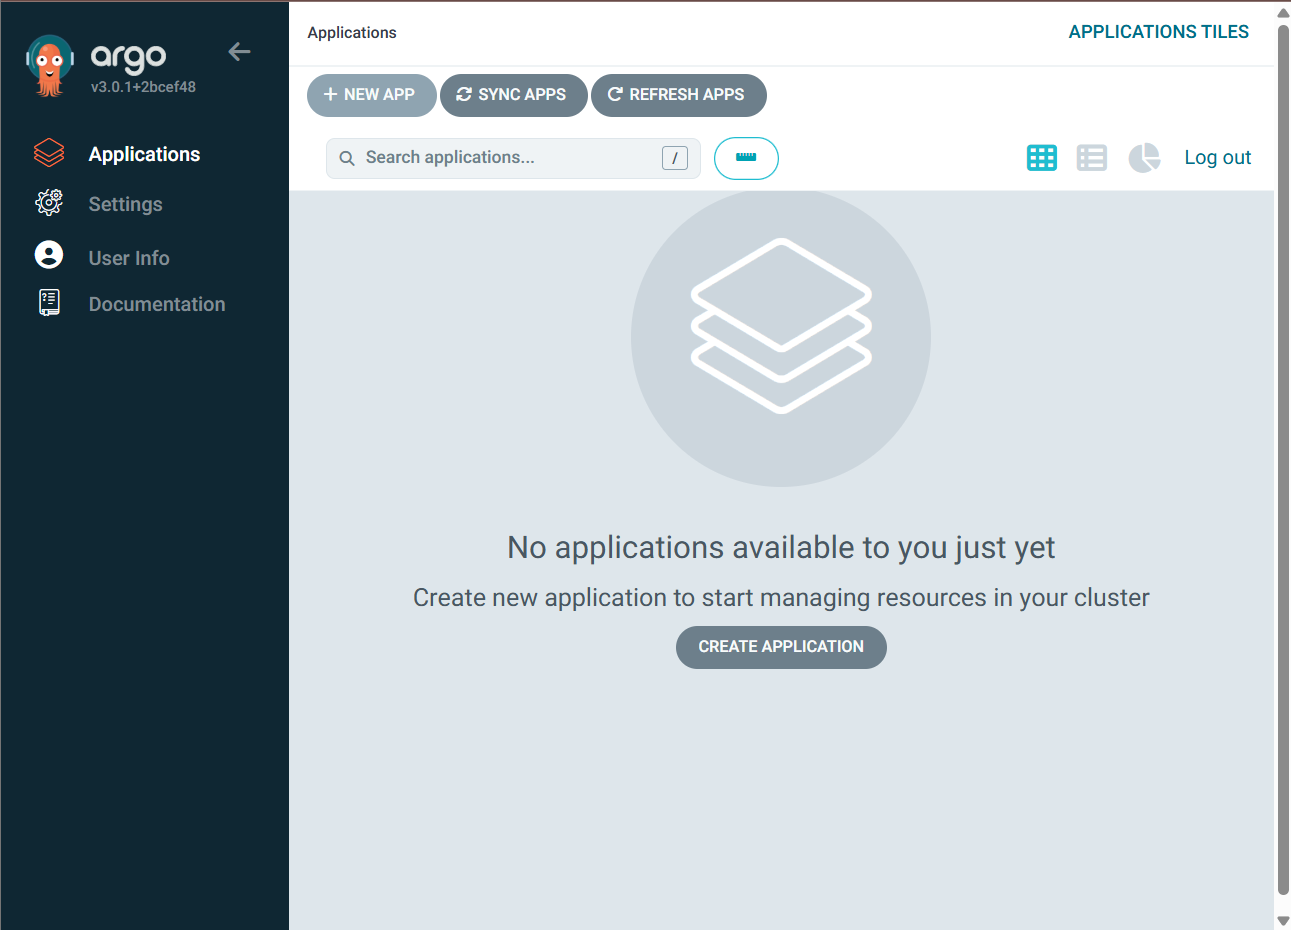 argo
v3.0.1+2bcef48
Applications
Settings
User Info
Documentation
Applications
APPLICATIONS TILES
NEW APP
SYNC APPS
REFRESH APPS
Search applications...
/
Log out
No applications available to you just yet
Create new application to start managing resources in your cluster
CREATE APPLICATION